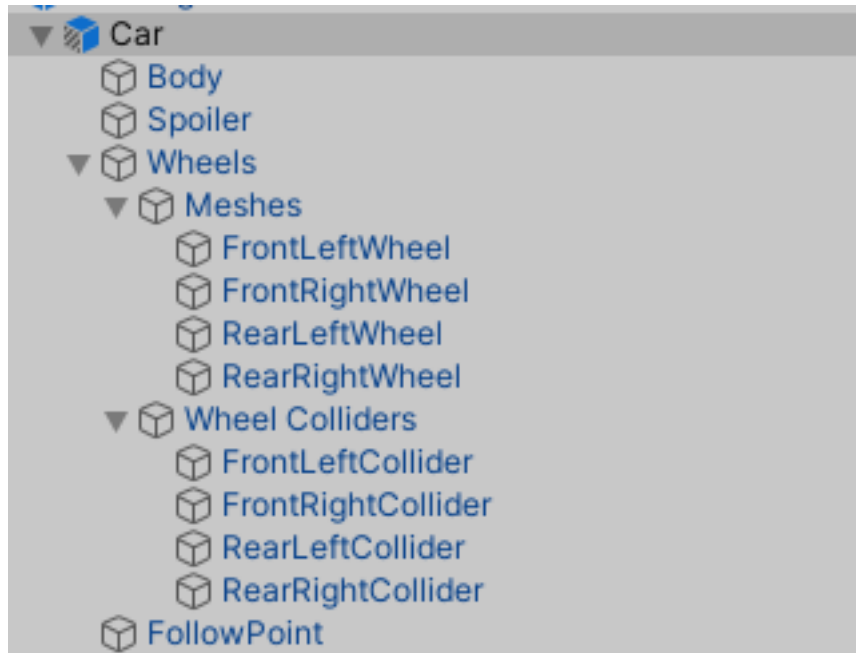 Car
Body
Spoiler
Wheels
Meshes
FrontLeftWheel
FrontRightWheel
RearLeftWheel
RearRightWheel
Wheel Colliders
FrontLeftCollider
FrontRightCollider
RearLeftCollider
RearRightCollider
FollowPoint